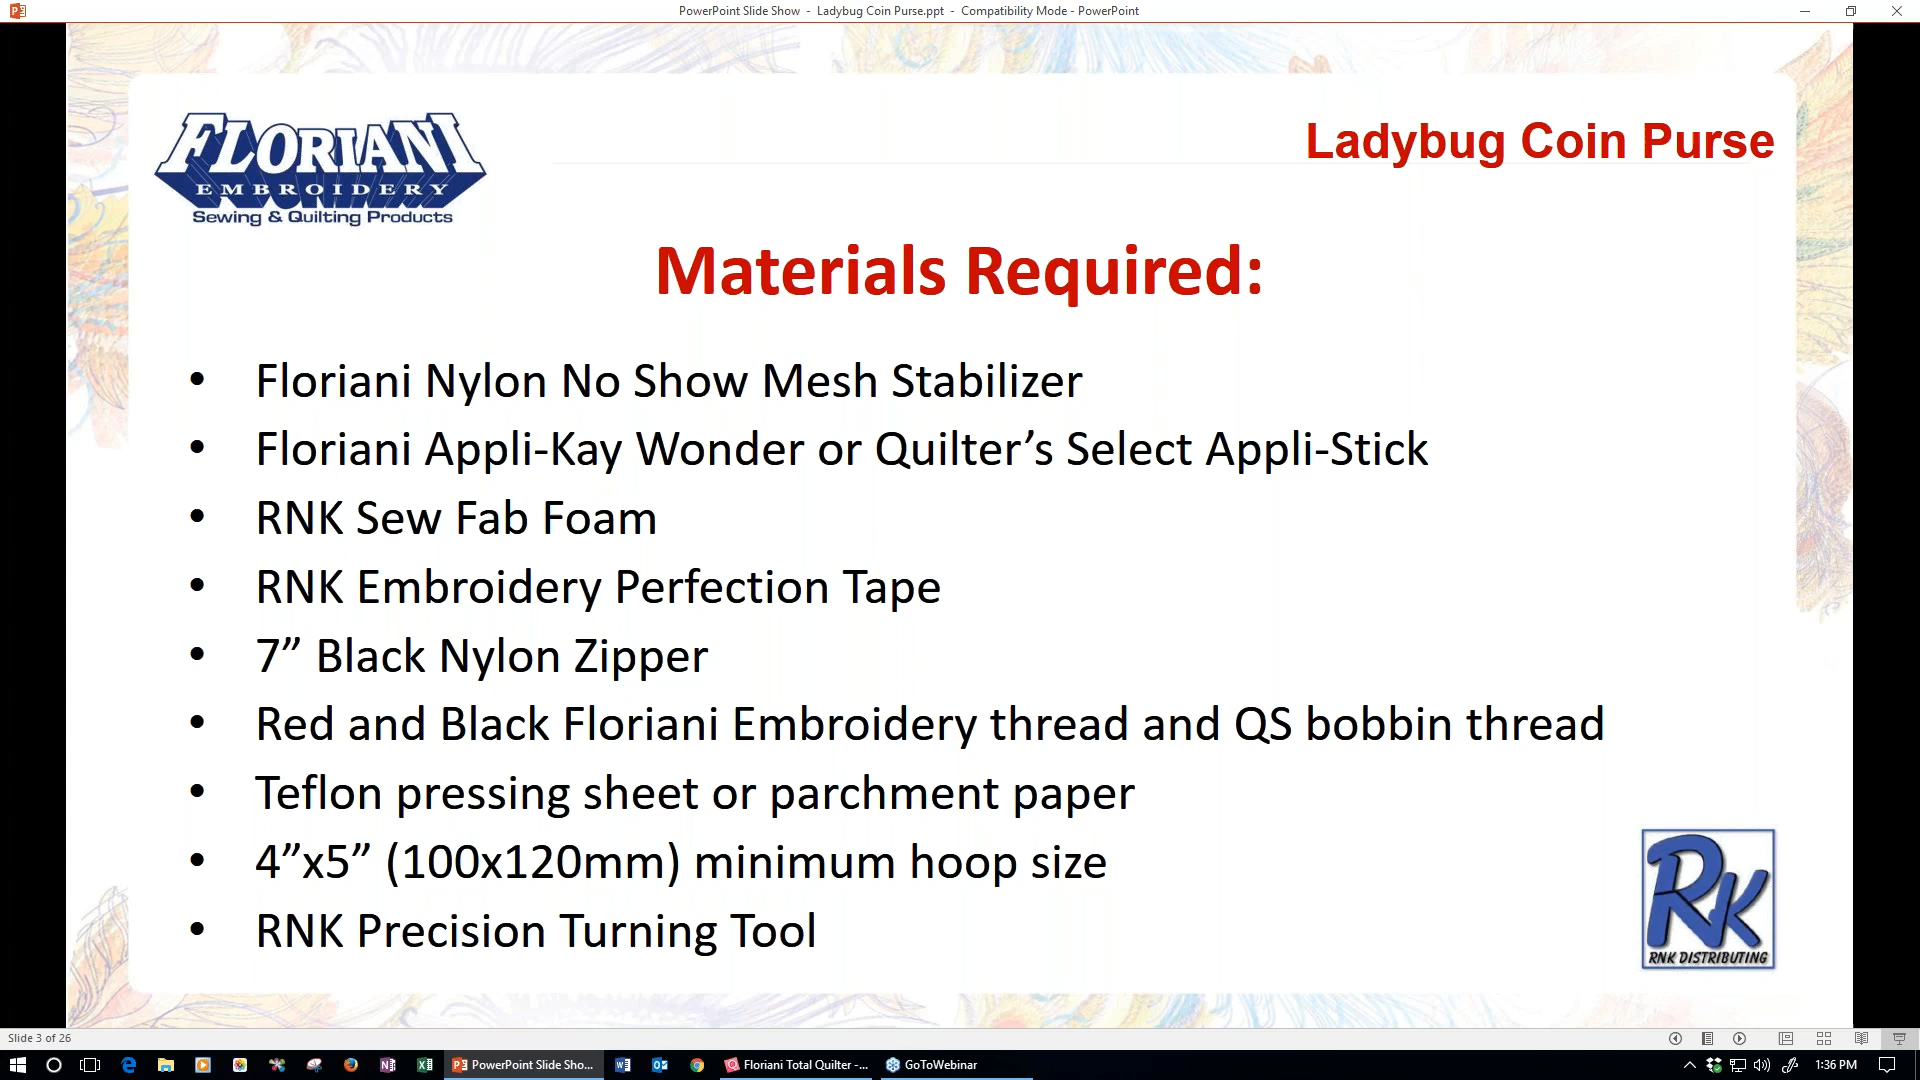 PowerPoint Slide Show - Ladybug Coin Purse.ppt - Compatibility Mode - PowerPoint
FLORIANI
EMBROIDERY
Sewing & Quilting Products
Ladybug Coin Purse
Materials Required:
• Floriani Nylon No Show Mesh Stabilizer
• Floriani Appli-Kay Wonder or Quilter’s Select Appli-Stick
• RNK Sew Fab Foam
• RNK Embroidery Perfection Tape
• 7” Black Nylon Zipper
• Red and Black Floriani Embroidery thread and QS bobbin thread
• Teflon pressing sheet or parchment paper
• 4”x5” (100x120mm) minimum hoop size
• RNK Precision Turning Tool
RNK
RNK DISTRIBUTING
Slide 3 of 26
PowerPoint Slide Sho...
Floriani Total Quilter -...
GoToWebinar
1:36 PM